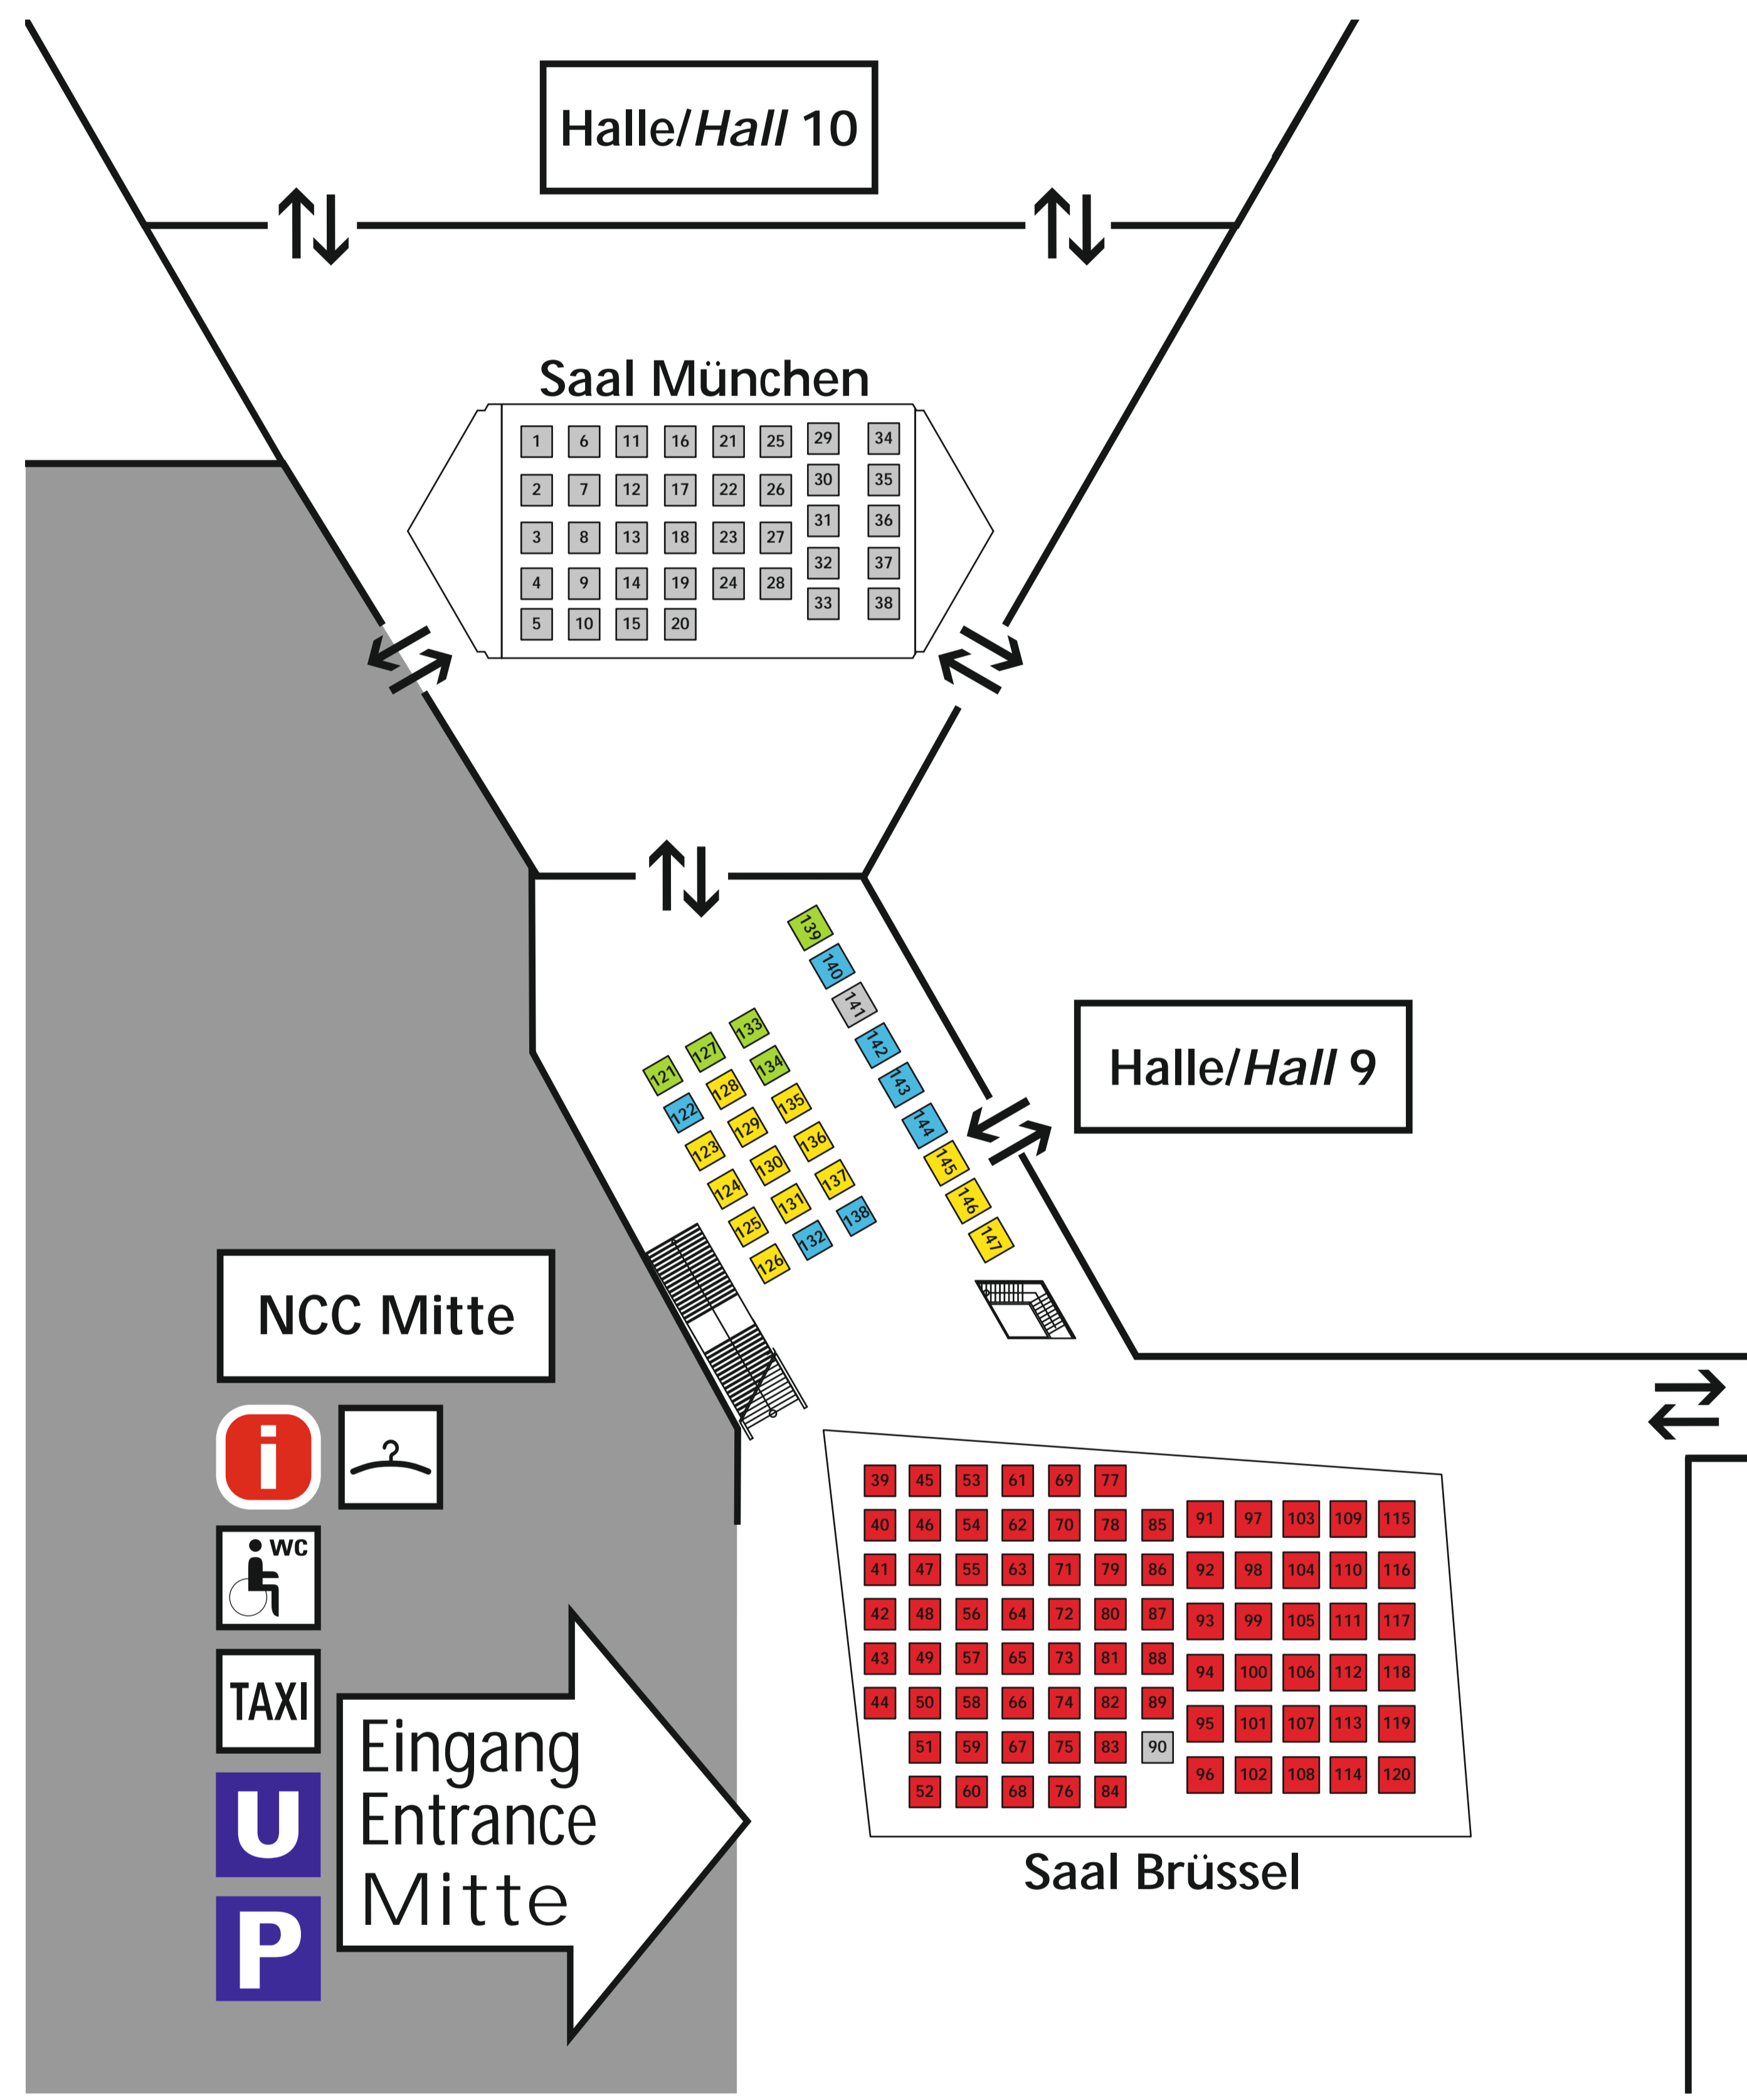 Halle/Hall 10
Saal München
1 6 11 16 21 25 29 34
2 7 12 17 22 26 30 35
3 8 13 18 23 27 31 36
4 9 14 19 24 28 32 37
5 10 15 20 33 38
139
140
141
142
143
144
145
146
147
121 127 133
122 128 134
123 129 135
124 130 136
125 131 137
126 132 138
Halle/Hall 9
NCC Mitte
i
WC
TAXI
U
P
Eingang
Entrance
Mitte
39 45 53 61 69 77
40 46 54 62 70 78 85 91 97 103 109 115
41 47 55 63 71 79 86 92 98 104 110 116
42 48 56 64 72 80 87 93 99 105 111 117
43 49 57 65 73 81 88 94 100 106 112 118
44 50 58 66 74 82 89 95 101 107 113 119
51 59 67 75 83 90 96 102 108 114 120
52 60 68 76 84
Saal Brüssel